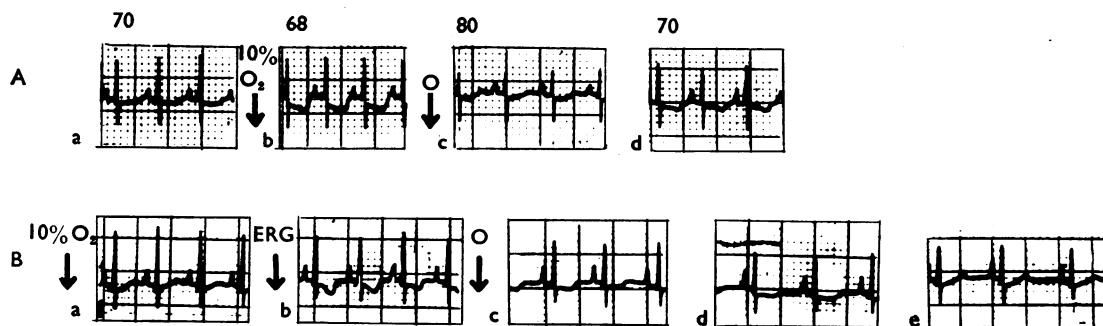 70 68 80 70
A 10% O₂ O
a b c d
10% O₂ ERG O
B
a b c d e